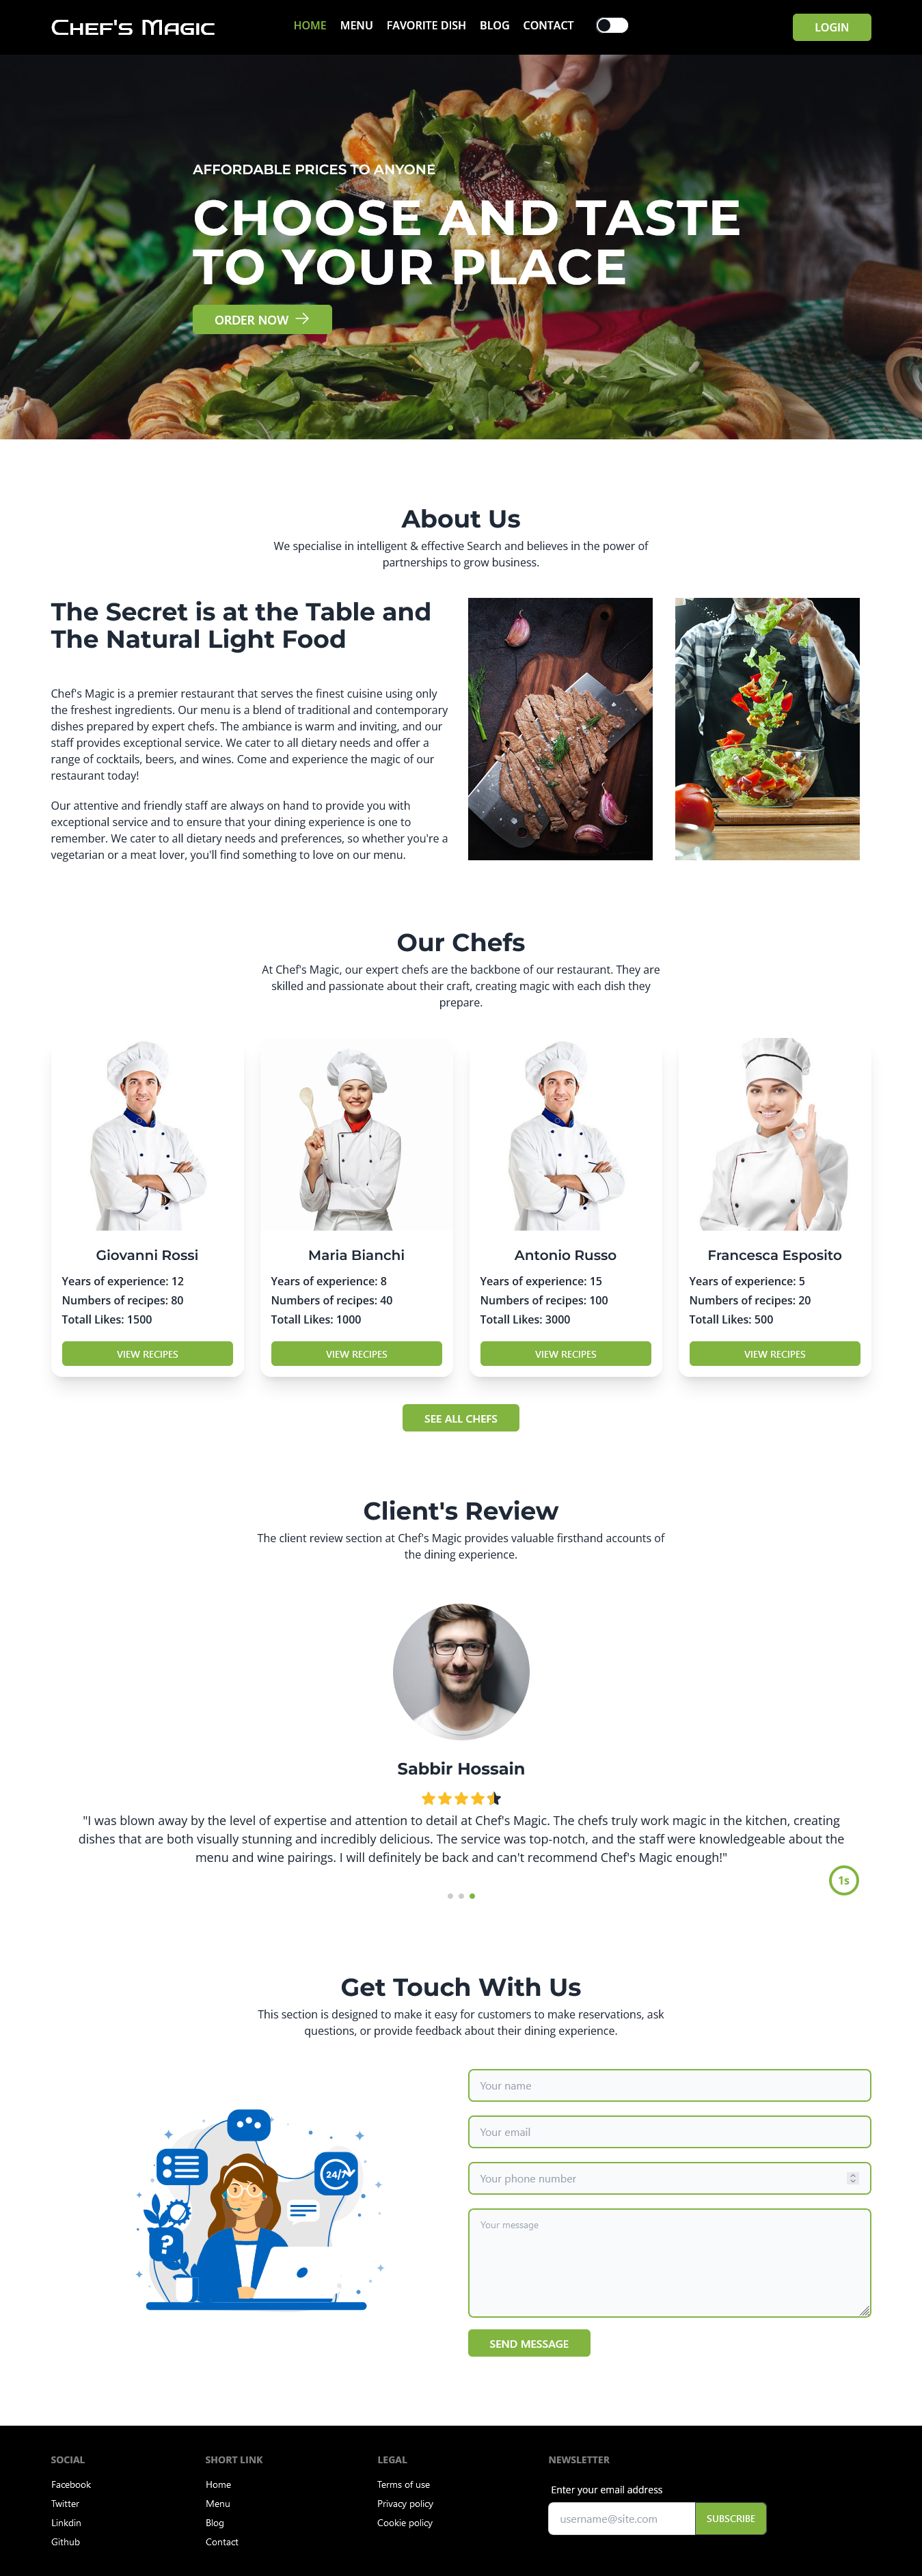 Chef's Magic
HOME MENU FAVORITE DISH BLOG CONTACT
LOGIN
AFFORDABLE PRICES TO ANYONE
CHOOSE AND TASTE
TO YOUR PLACE
ORDER NOW
About Us
We specialise in intelligent & effective Search and believes in the power of
partnerships to grow business.
The Secret is at the Table and
The Natural Light Food
Chef's Magic is a premier restaurant that serves the finest cuisine using only
the freshest ingredients. Our menu is a blend of traditional and contemporary
dishes prepared by expert chefs. The ambiance is warm and inviting, and our
staff provides exceptional service. We cater to all dietary needs and offer a
range of cocktails, beers, and wines. Come and experience the magic of our
restaurant today!
Our attentive and friendly staff are always on hand to provide you with
exceptional service and to ensure that your dining experience is one to
remember. We cater to all dietary needs and preferences, so whether you're a
vegetarian or a meat lover, you'll find something to love on our menu.
Our Chefs
At Chef's Magic, our expert chefs are the backbone of our restaurant. They are
skilled and passionate about their craft, creating magic with each dish they
prepare.
Giovanni Rossi
Years of experience: 12
Numbers of recipes: 80
Totall Likes: 1500
VIEW RECIPES
Maria Bianchi
Years of experience: 8
Numbers of recipes: 40
Totall Likes: 1000
VIEW RECIPES
Antonio Russo
Years of experience: 15
Numbers of recipes: 100
Totall Likes: 3000
VIEW RECIPES
Francesca Esposito
Years of experience: 5
Numbers of recipes: 20
Totall Likes: 500
VIEW RECIPES
SEE ALL CHEFS
Client's Review
The client review section at Chef's Magic provides valuable firsthand accounts of
the dining experience.
Sabbir Hossain
"I was blown away by the level of expertise and attention to detail at Chef's Magic. The chefs truly work magic in the kitchen, creating
dishes that are both visually stunning and incredibly delicious. The service was top-notch, and the staff were knowledgeable about the
menu and wine pairings. I will definitely be back and can't recommend Chef's Magic enough!"
1s
Get Touch With Us
This section is designed to make it easy for customers to make reservations, ask
questions, or provide feedback about their dining experience.
24/7
?
Your name
Your email
Your phone number
Your message
SEND MESSAGE
SOCIAL
Facebook
Twitter
Linkdin
Github
SHORT LINK
Home
Menu
Blog
Contact
LEGAL
Terms of use
Privacy policy
Cookie policy
NEWSLETTER
Enter your email address
username@site.com
SUBSCRIBE